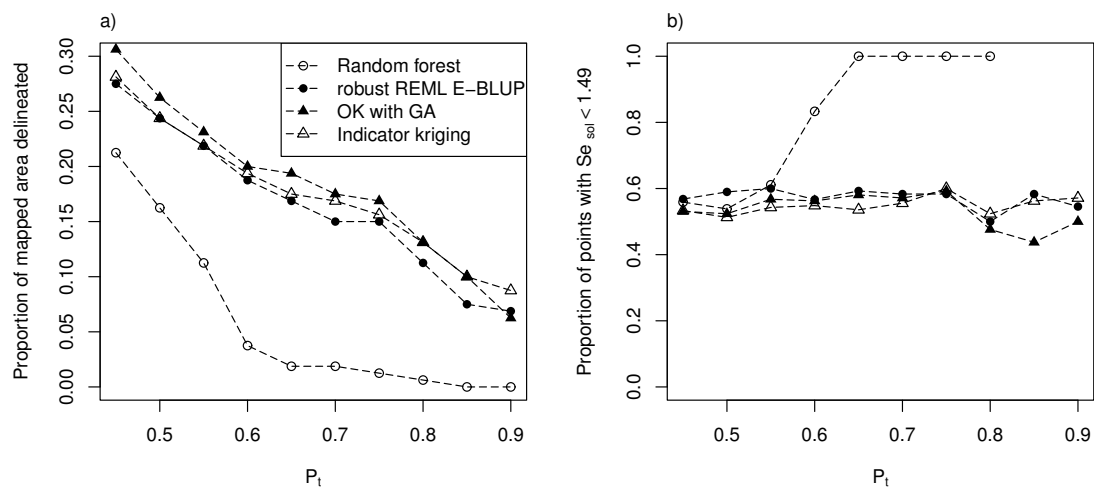 a)
Proportion of mapped area delineated
0.30
0.25
0.20
0.15
0.10
0.05
0.00
Random forest
robust REML E−BLUP
OK with GA
Indicator kriging
0.5 0.6 0.7 0.8 0.9
Pt
b)
Proportion of points with Se sol < 1.49
1.0
0.8
0.6
0.4
0.2
0.0
0.5 0.6 0.7 0.8 0.9
Pt